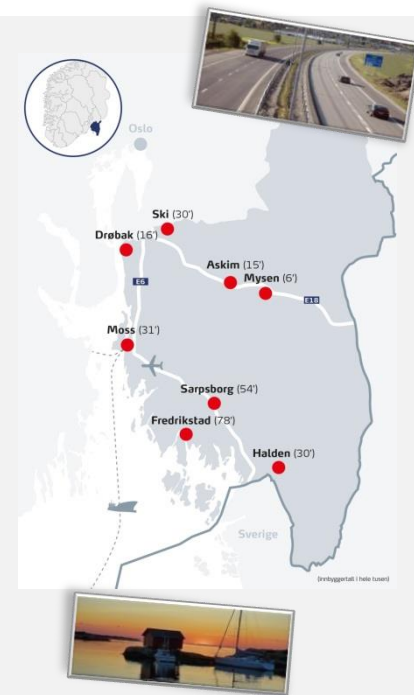 Oslo
Ski (30')
Drøbak (16')
Askim (15')
Mysen (6')
E6
E18
Moss (31')
Sarpsborg (54')
Fredrikstad (78')
Halden (30')
Sverige
(innbyggertall i hele tusen)